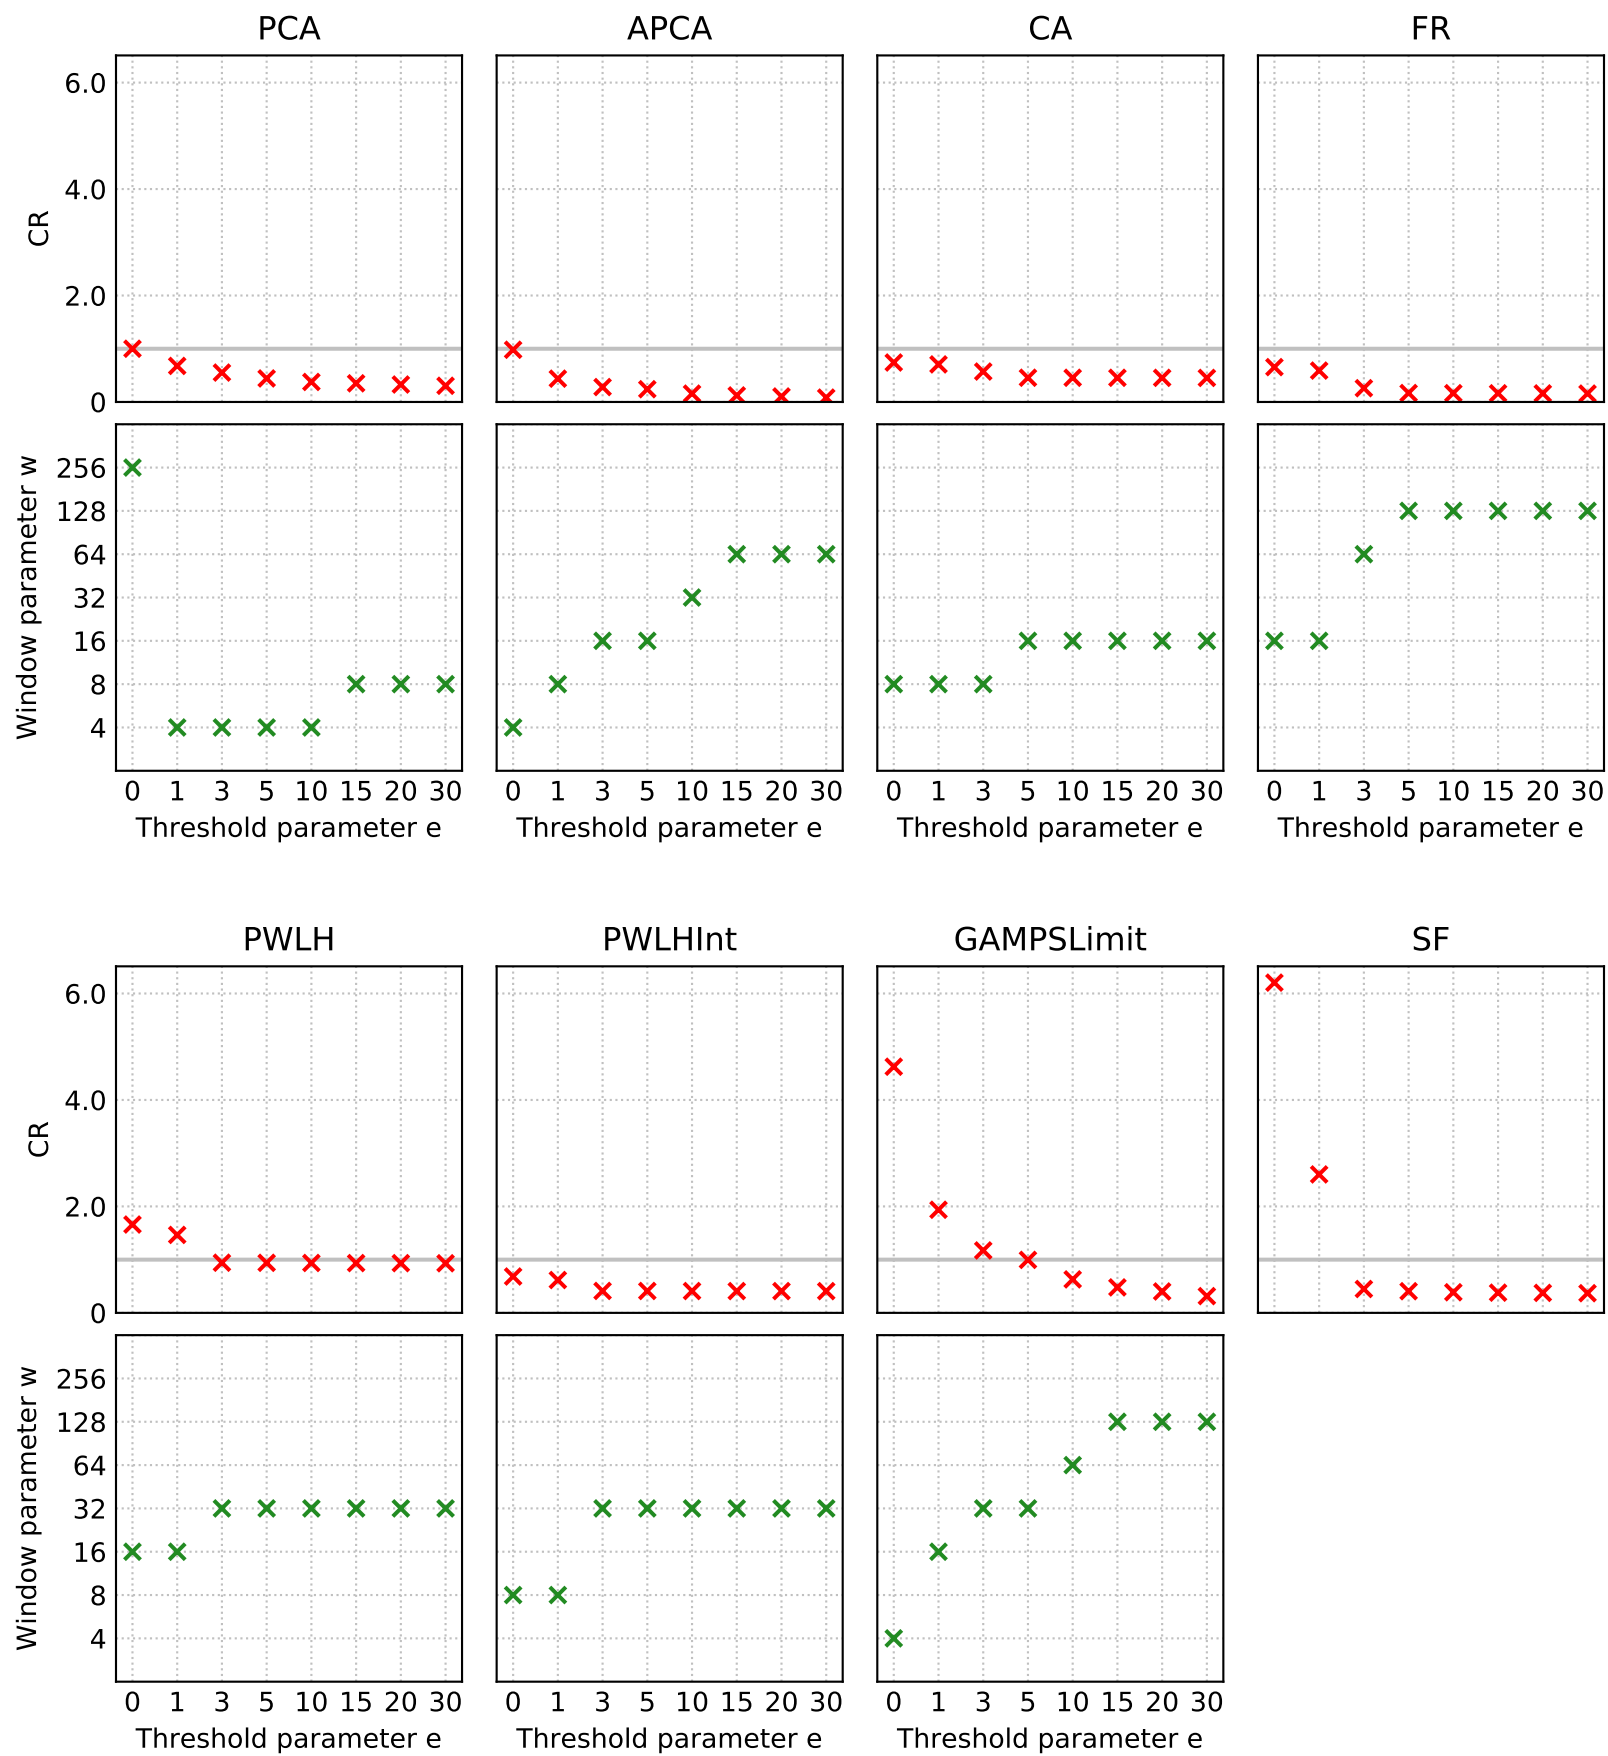 PCA APCA CA FR
6.0
4.0
2.0
0
CR
256
128
64
32
16
8
4
Window parameter w
0 1 3 5 10 15 20 30 0 1 3 5 10 15 20 30 0 1 3 5 10 15 20 30 0 1 3 5 10 15 20 30
Threshold parameter e Threshold parameter e Threshold parameter e Threshold parameter e
PWLH PWLHInt GAMPSLimit SF
6.0
4.0
2.0
0
CR
256
128
64
32
16
8
4
Window parameter w
0 1 3 5 10 15 20 30 0 1 3 5 10 15 20 30 0 1 3 5 10 15 20 30
Threshold parameter e Threshold parameter e Threshold parameter e